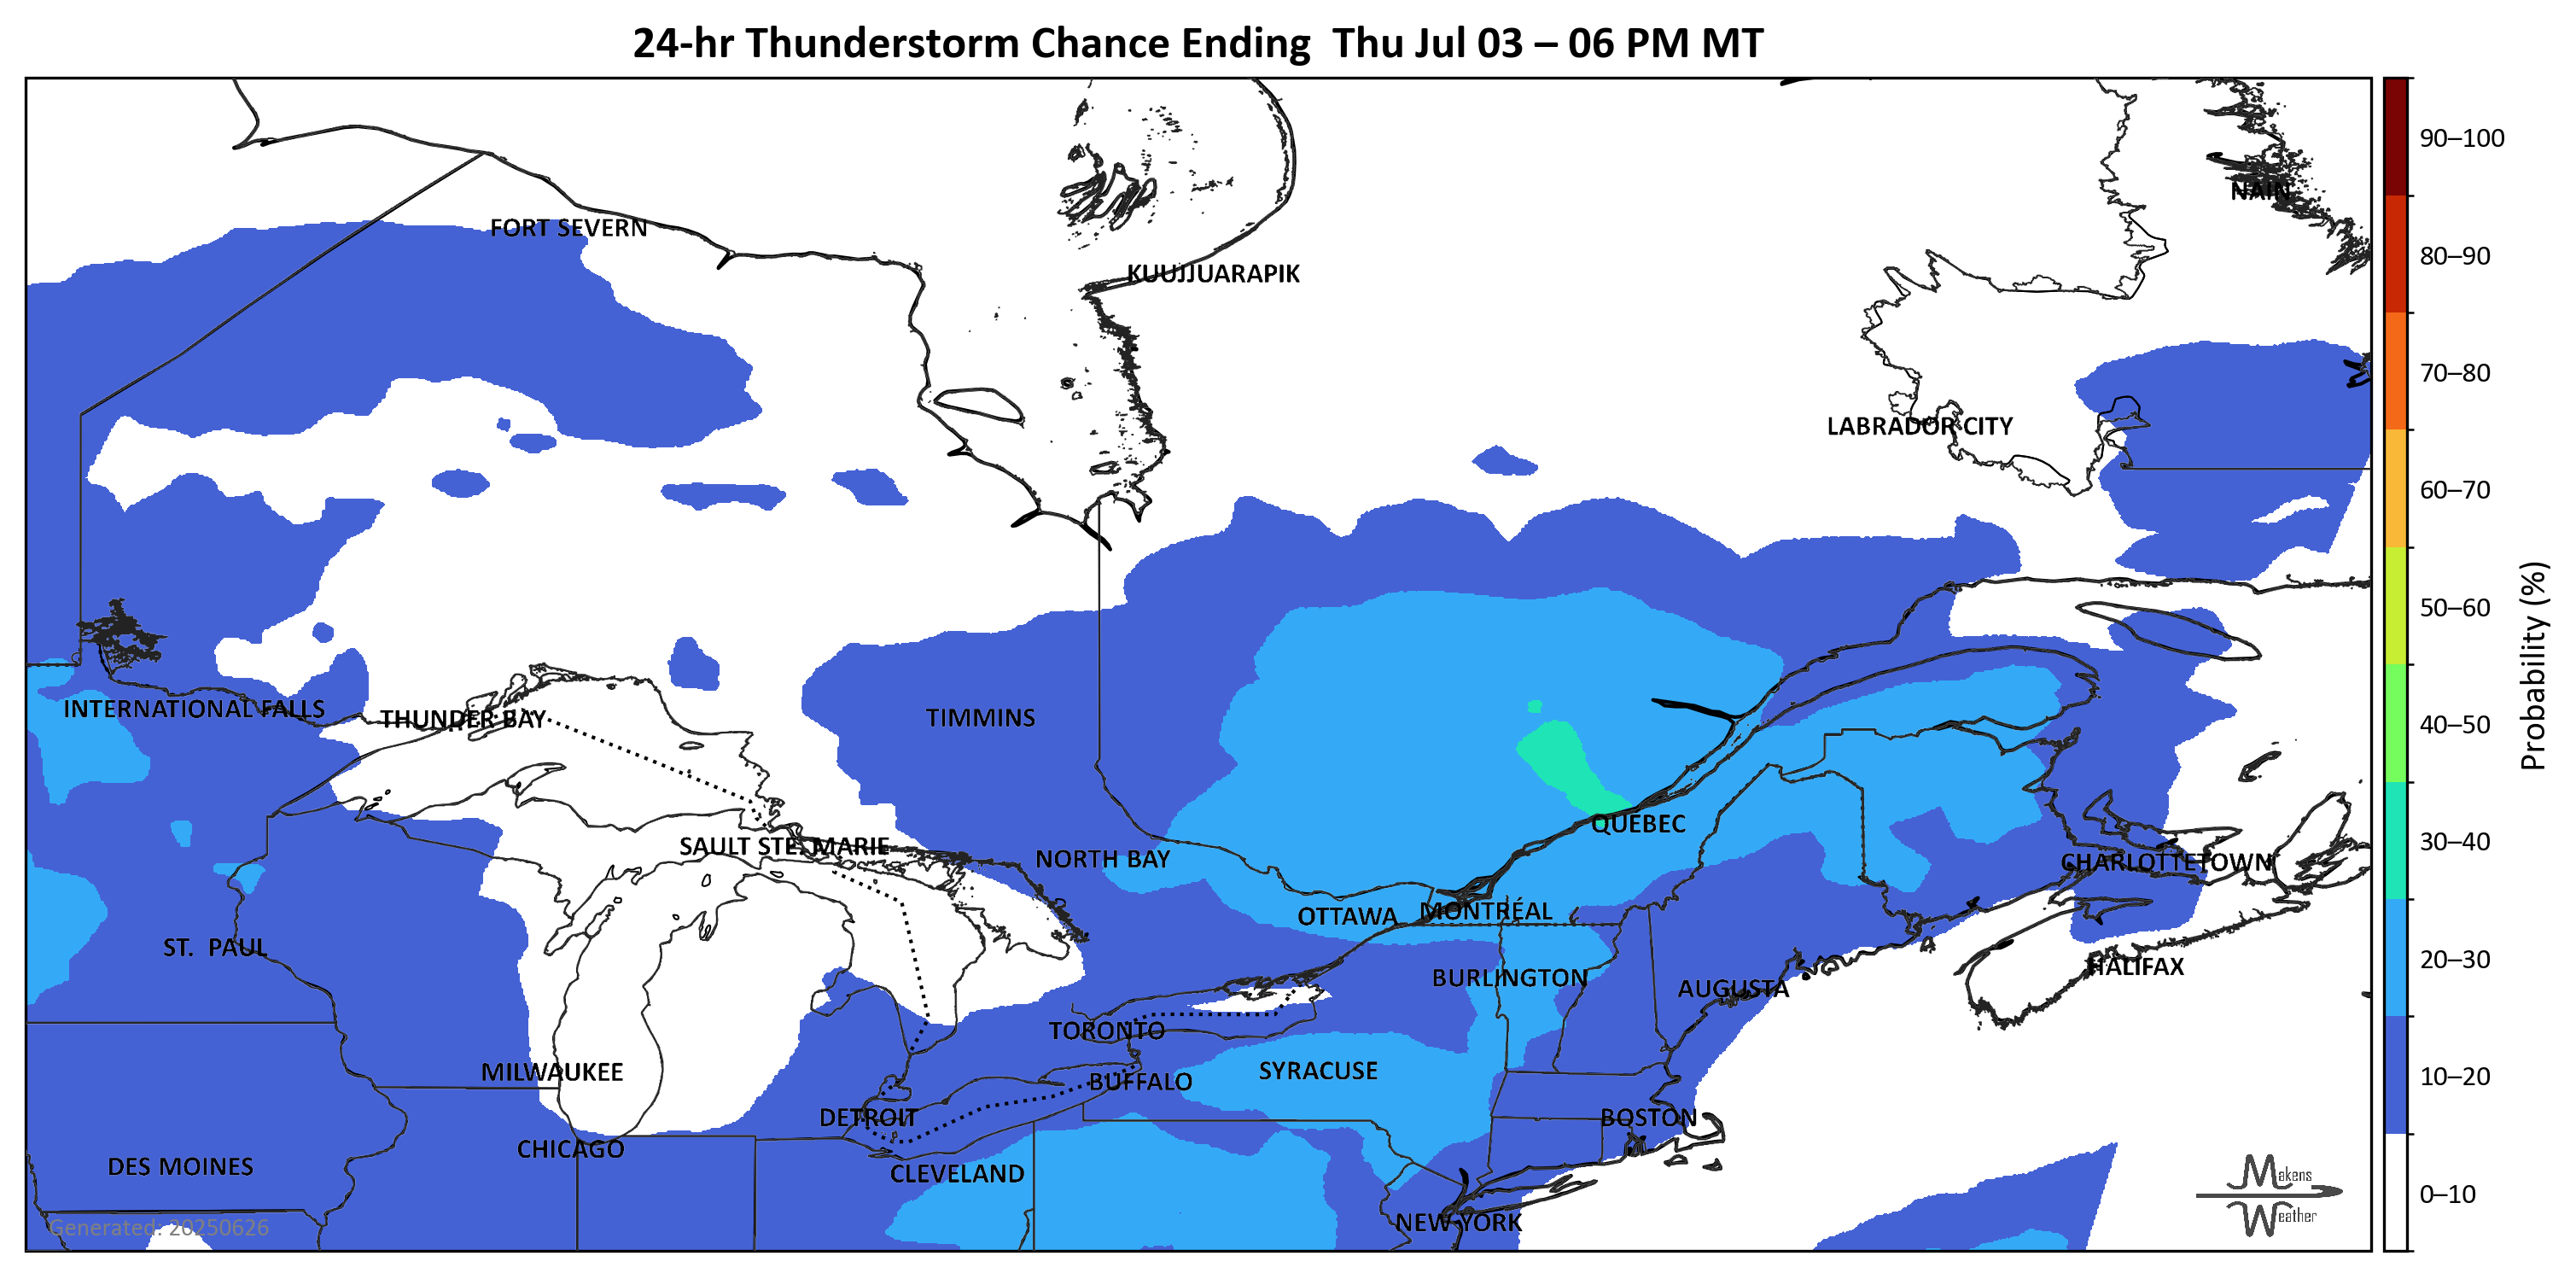 24-hr Thunderstorm Chance Ending  Thu Jul 03 – 06 PM MT
90–100
NAIN
FORT SEVERN
80–90
KUUJJUARAPIK
70–80
LABRADOR CITY
60–70
50–60
Probability (%)
INTERNATIONAL FALLS
THUNDER BAY
TIMMINS
40–50
QUEBEC
30–40
SAULT STE. MARIE
NORTH BAY
CHARLOTTETOWN
OTTAWA
MONTRÉAL
ST.  PAUL
20–30
HALIFAX
BURLINGTON
AUGUSTA
TORONTO
MILWAUKEE
SYRACUSE
BUFFALO
10–20
DETROIT
BOSTON
CHICAGO
DES MOINES
CLEVELAND
Makens
Weather
0–10
NEW YORK
Generated: 20250626